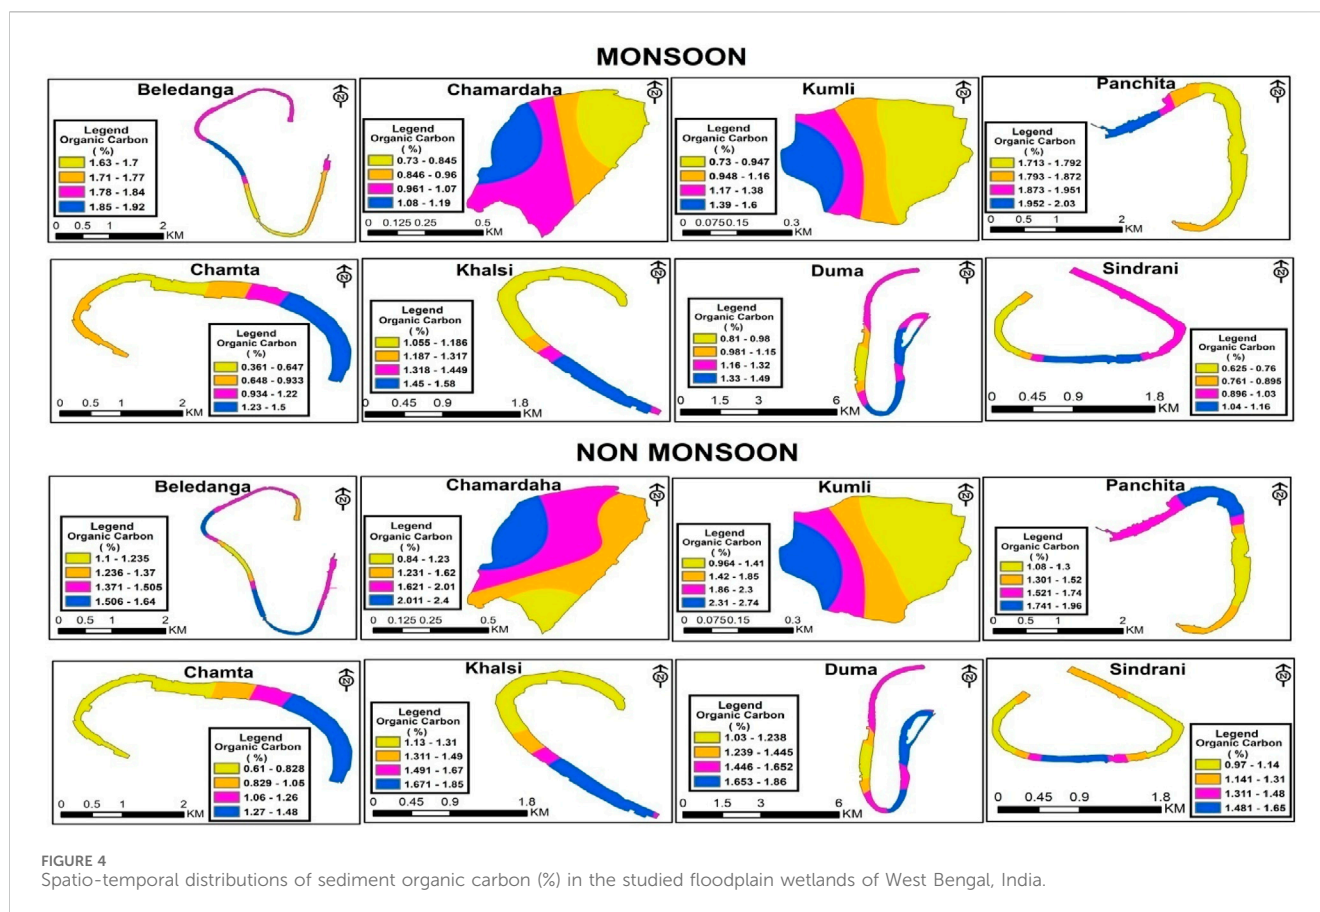 MONSOON
Beledanga
N
Legend
Organic Carbon
(%)
1.63 - 1.7
1.71 - 1.77
1.78 - 1.84
1.85 - 1.92
0 0.5 1 2
KM
Chamardaha
N
Legend
Organic Carbon
(%)
0.73 - 0.845
0.846 - 0.96
0.961 - 1.07
1.08 - 1.19
0 0.125 0.25 0.5
KM
Kumli
N
Legend
Organic Carbon
(%)
0.73 - 0.947
0.948 - 1.16
1.17 - 1.38
1.39 - 1.6
0 0.075 0.15 0.3
KM
Panchita
N
Legend
Organic Carbon
(%)
1.713 - 1.792
1.793 - 1.872
1.873 - 1.951
1.952 - 2.03
0 0.5 1 2
KM
Chamta
N
Legend
Organic Carbon
(%)
0.361 - 0.647
0.648 - 0.933
0.934 - 1.22
1.23 - 1.5
0 0.5 1 2
KM
Khalsi
N
Legend
Organic Carbon
( %)
1.055 - 1.186
1.187 - 1.317
1.318 - 1.449
1.45 - 1.58
0 0.45 0.9 1.8
KM
Duma
N
Legend
Organic Carbon
(%)
0.81 - 0.98
0.981 - 1.15
1.16 - 1.32
1.33 - 1.49
0 1.5 3 6
KM
Sindrani
N
Legend
Organic Carbon
(%)
0.625 - 0.76
0.761 - 0.895
0.896 - 1.03
1.04 - 1.16
0 0.45 0.9 1.8
KM
NON MONSOON
Beledanga
N
Legend
Organic Carbon
(%)
1.1 - 1.235
1.236 - 1.37
1.371 - 1.505
1.506 - 1.64
0 0.5 1 2
KM
Chamardaha
N
Legend
Organic Carbon
(%)
0.84 - 1.23
1.231 - 1.62
1.621 - 2.01
2.011 - 2.4
0 0.125 0.25 0.5
KM
Kumli
N
Legend
Organic Carbon
(%)
0.964 - 1.41
1.42 - 1.85
1.86 - 2.3
2.31 - 2.74
0 0.075 0.15 0.3
KM
Panchita
N
Legend
Organic Carbon
( %)
1.08 - 1.3
1.301 - 1.52
1.521 - 1.74
1.741 - 1.96
0 0.5 1 2
KM
Chamta
N
Legend
Organic Carbon
(%)
0.61 - 0.828
0.829 - 1.05
1.06 - 1.26
1.27 - 1.48
0 0.5 1 2
KM
Khalsi
N
Legend
Organic Carbon
(%)
1.13 - 1.31
1.311 - 1.49
1.491 - 1.67
1.671 - 1.85
0 0.45 0.9 1.8
KM
Duma
N
Legend
Organic Carbon
(%)
1.03 - 1.238
1.239 - 1.445
1.446 - 1.652
1.653 - 1.86
0 1.5 3 6
KM
Sindrani
N
Legend
Organic Carbon
(%)
0.97 - 1.14
1.141 - 1.31
1.311 - 1.48
1.481 - 1.65
0 0.45 0.9 1.8
KM
FIGURE 4
Spatio-temporal distributions of sediment organic carbon (%) in the studied floodplain wetlands of West Bengal, India.